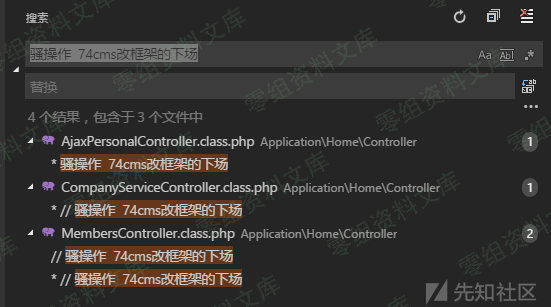 搜索
骚操作 74cms改框架的下场
Aa Abl .*
替换
4 个结果，包含于 3 个文件中
AjaxPersonalController.class.php Application\Home\Controller 1
* 骚操作 74cms改框架的下场
CompanyServiceController.class.php Application\Home\Controller 1
* // 骚操作 74cms改框架的下场
MembersController.class.php Application\Home\Controller 2
// 骚操作 74cms改框架的下场
* // 骚操作 74cms改框架的下场
零组资料文库
先知社区